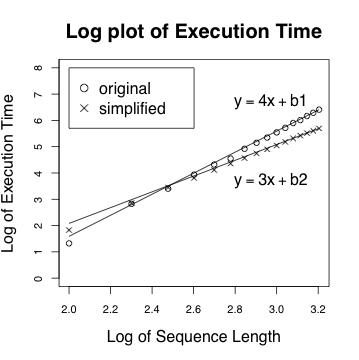 Log plot of Execution Time
Log of Execution Time
8
7
6
5
4
3
2
1
0
original
simplified
y = 4x + b1
y = 3x + b2
2.0 2.2 2.4 2.6 2.8 3.0 3.2
Log of Sequence Length